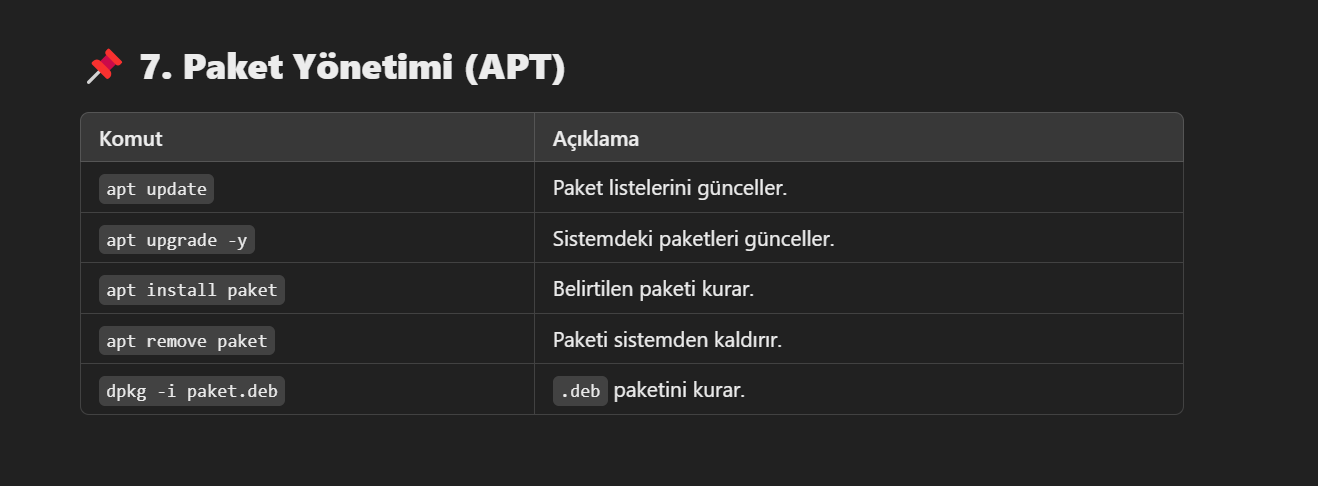 📌 7. Paket Yönetimi (APT)
Komut Açıklama
apt update Paket listelerini günceller.
apt upgrade -y Sistemdeki paketleri günceller.
apt install paket Belirtilen paketi kurar.
apt remove paket Paketi sistemden kaldırır.
dpkg -i paket.deb .deb paketini kurar.